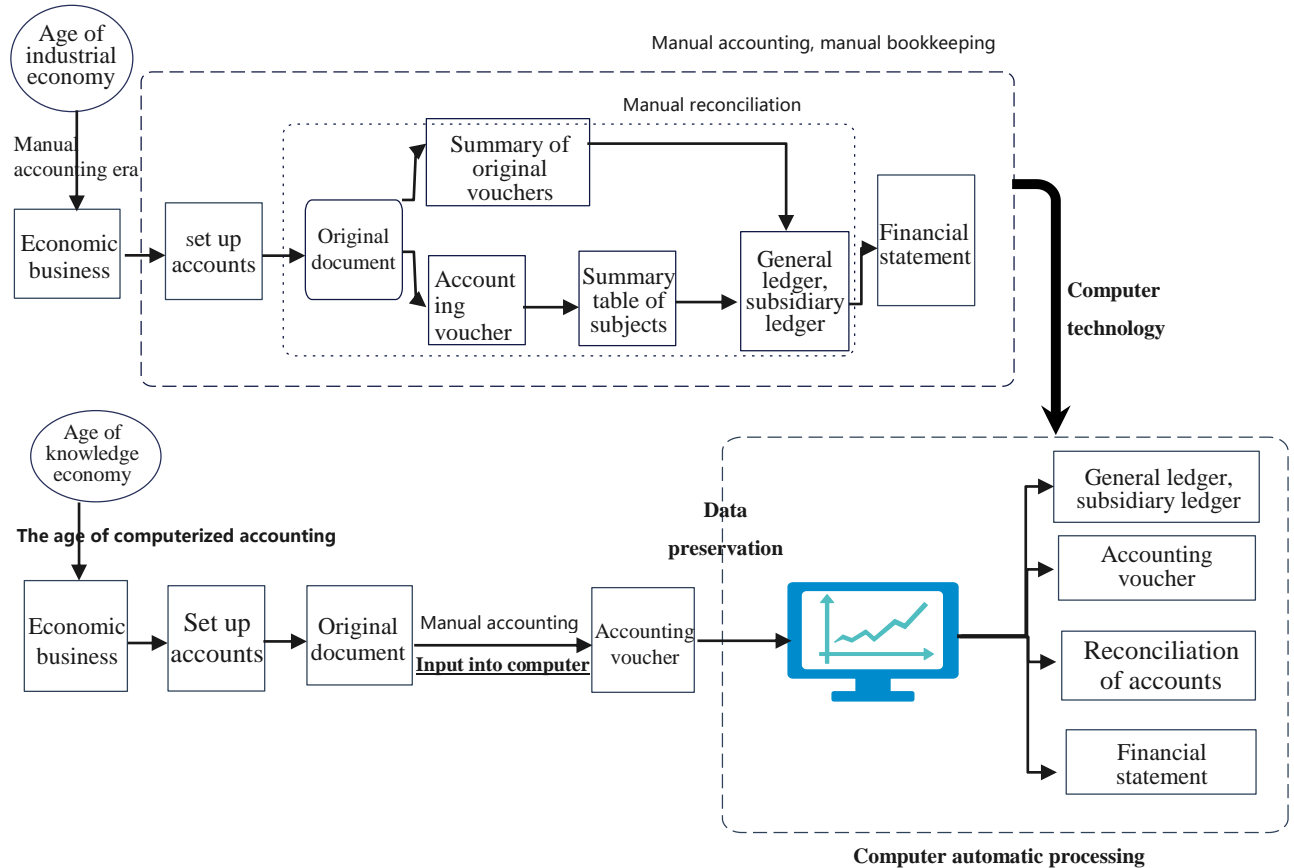 Age of
industrial
economy
Manual accounting, manual bookkeeping
Manual reconciliation
Manual
accounting era
Economic
business
set up
accounts
Original
document
Summary of
original
vouchers
Account
ing
voucher
Summary
table of
subjects
General
ledger,
subsidiary
ledger
Financial
statement
Computer
technology
Age of
knowledge
economy
The age of computerized accounting
Economic
business
Set up
accounts
Original
document
Manual accounting
Input into computer
Accounting
voucher
Data
preservation
General ledger,
subsidiary ledger
Accounting
voucher
Reconciliation
of accounts
Financial
statement
Computer automatic processing